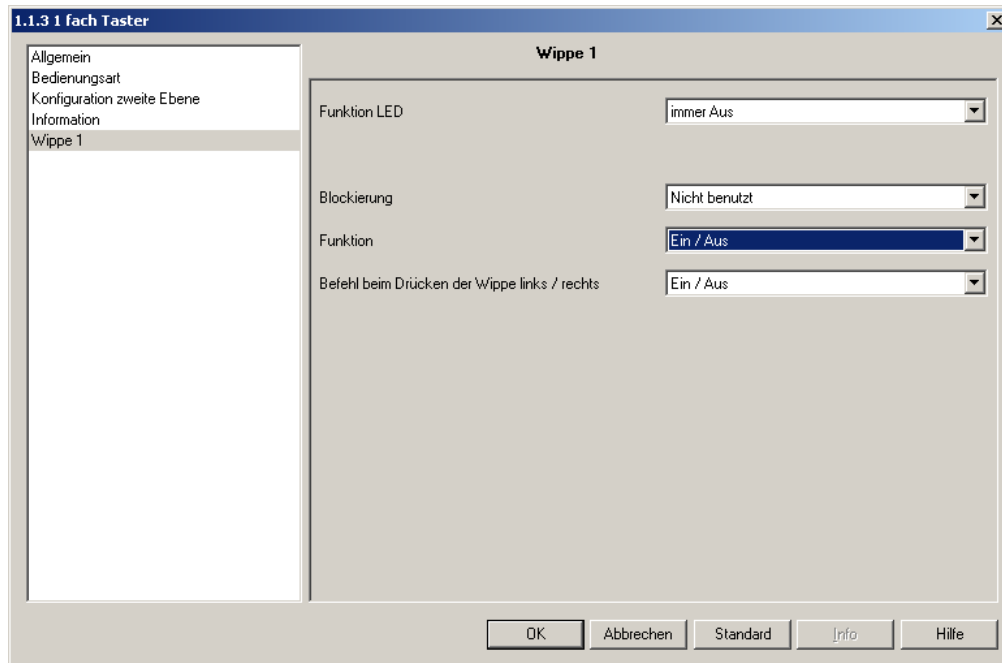 1.1.3 1 fach Taster
Allgemein
Bedienungsart
Konfiguration zweite Ebene
Information
Wippe 1
Wippe 1
Funktion LED
immer Aus
Blockierung
Nicht benutzt
Funktion
Ein / Aus
Befehl beim Drücken der Wippe links / rechts
Ein / Aus
OK
Abbrechen
Standard
Info
Hilfe